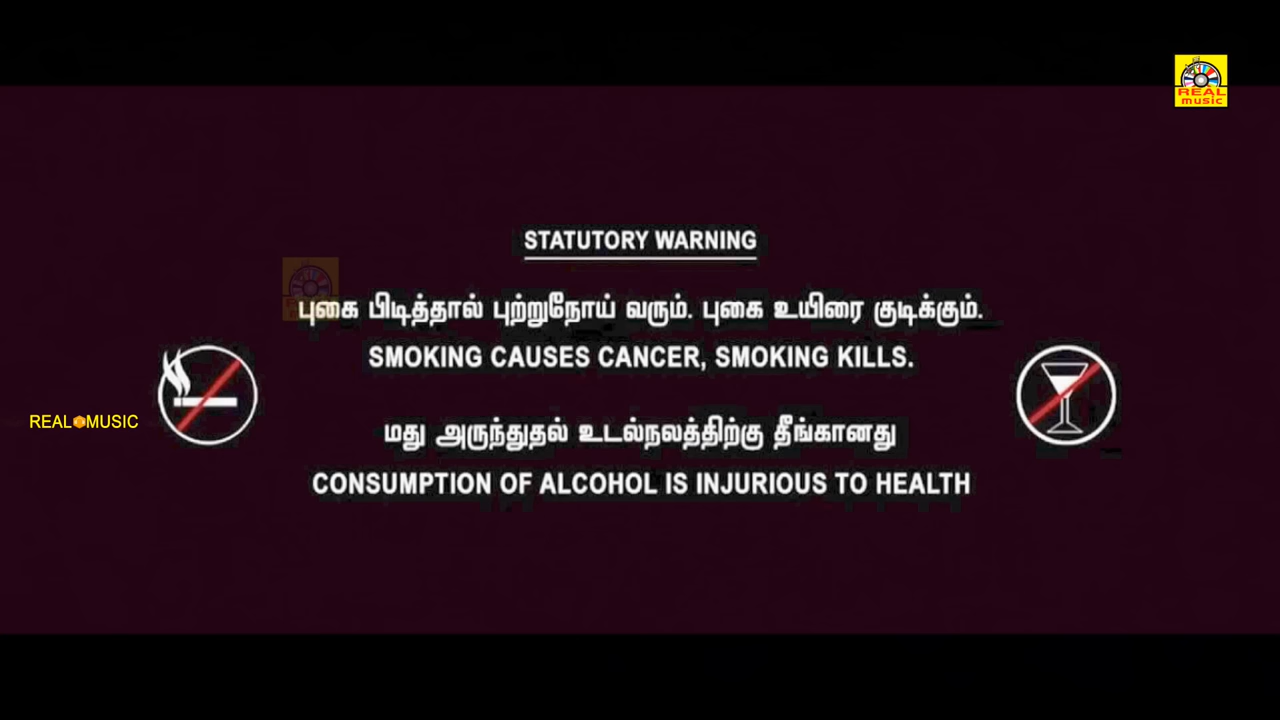 REAL
music
STATUTORY WARNING
புகை பிடித்தால் புற்றுநோய் வரும். புகை உயிரை குடிக்கும்.
SMOKING CAUSES CANCER, SMOKING KILLS.
REAL MUSIC
மது அருந்துதல் உடல்நலத்திற்கு தீங்கானது
CONSUMPTION OF ALCOHOL IS INJURIOUS TO HEALTH